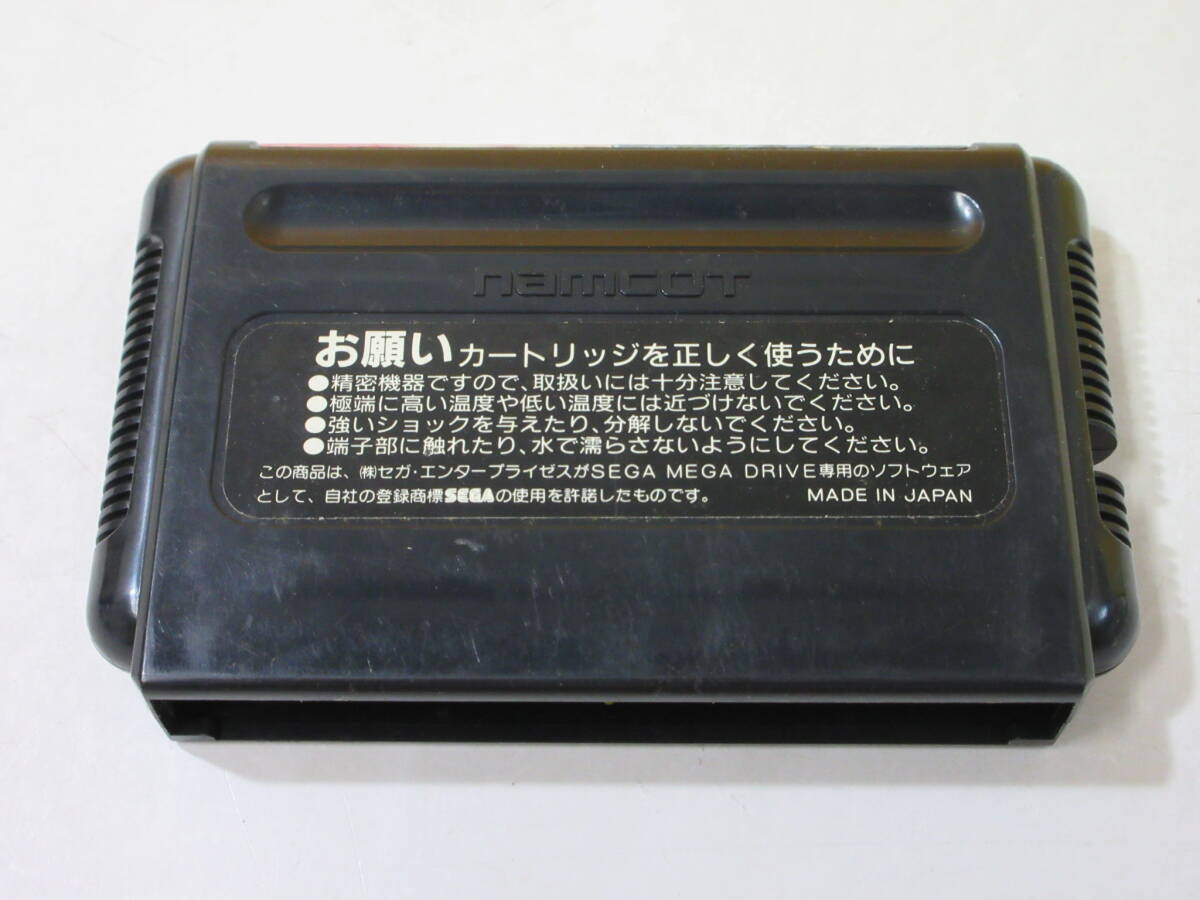 namcot
お願い カートリッジを正しく使うために
●精密機器ですので、取扱いには十分注意してください。
●極端に高い温度や低い温度には近づけないでください。
●強いショックを与えたり、分解しないでください。
●端子部に触れたり、水で濡らさないようにしてください。
この商品は、㈱セガ・エンタープライゼスがSEGA MEGA DRIVE専用のソフトウェア
として、自社の登録商標SEGAの使用を許諾したものです。 MADE IN JAPAN